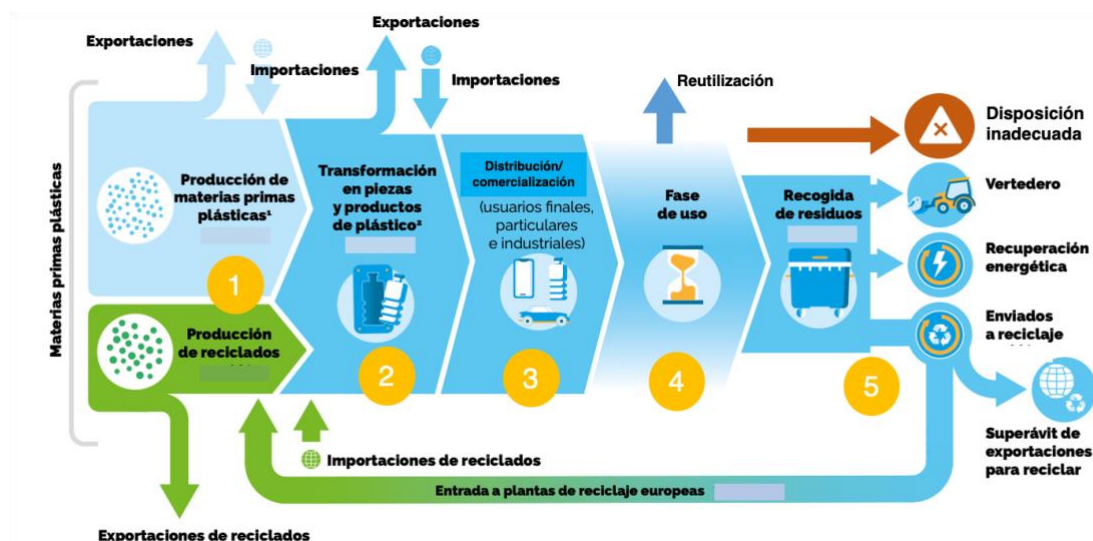 Exportaciones
Importaciones
Exportaciones
Importaciones
Materias primas plásticas
Producción de
materias primas
plásticas¹
1
Producción
de reciclados
Transformación
en piezas
y productos
de plástico²
2
Distribución/
comercialización
(usuarios finales,
particulares
e industriales)
3
Reutilización
Fase
de uso
4
Recogida
de residuos
5
Disposición
inadecuada
Vertedero
Recuperación
energética
Enviados
a reciclaje
Superávit de
exportaciones
para reciclar
Importaciones de reciclados
Entrada a plantas de reciclaje europeas
Exportaciones de reciclados